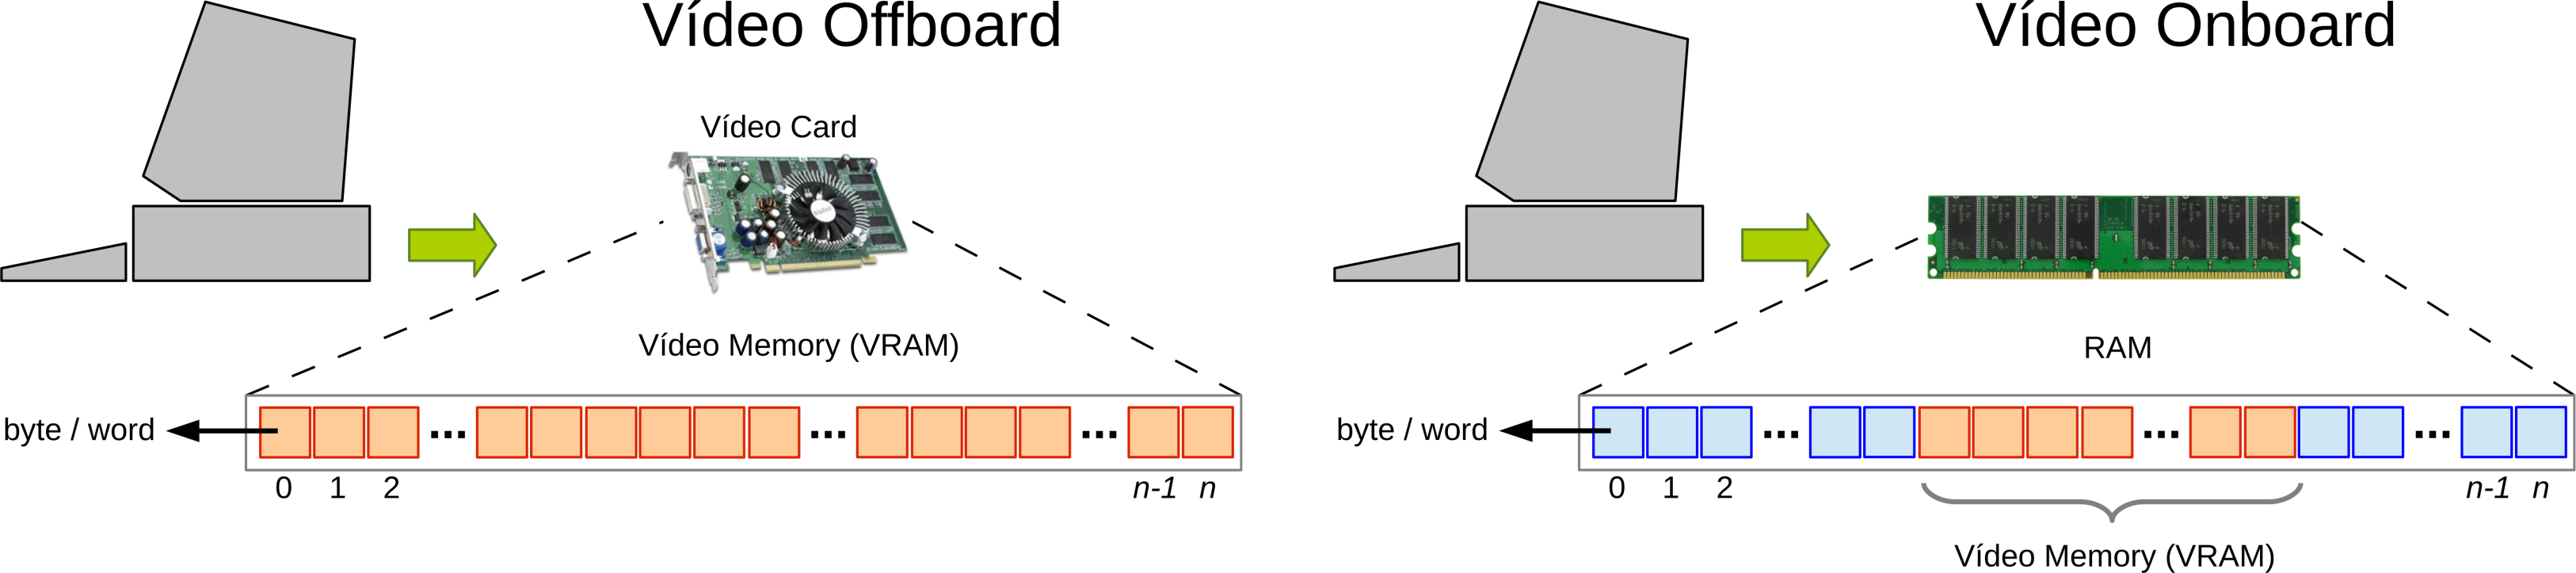 Vídeo Offboard
Vídeo Card
Vídeo Memory (VRAM)
byte / word
0 1 2 ... ... ... n-1 n
Vídeo Onboard
RAM
byte / word
0 1 2 ... ... ... n-1 n
Vídeo Memory (VRAM)